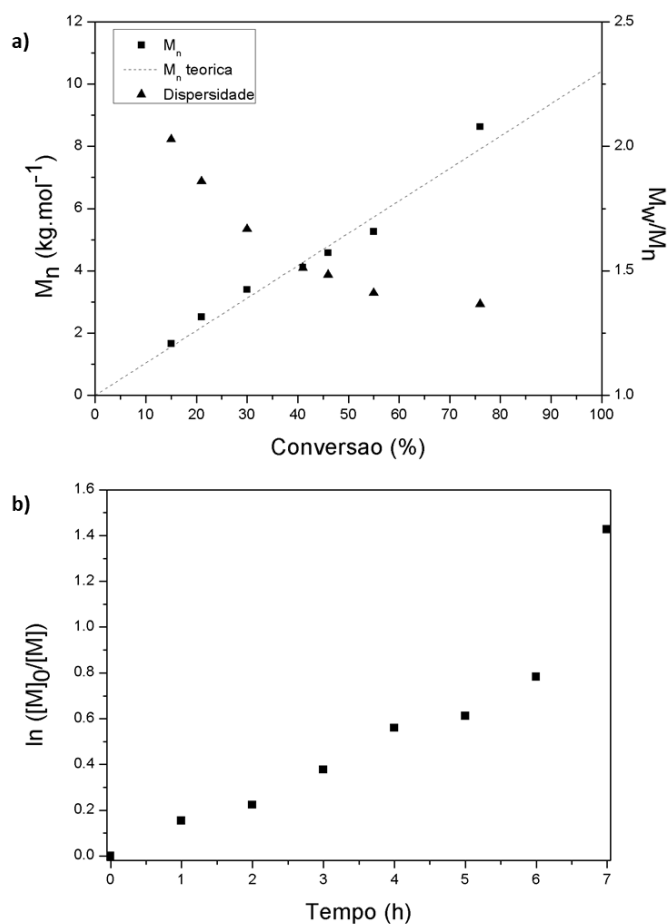 a)
12
10
8
6
4
2
0
Mn (kg.mol⁻¹)
Mn
Mn teorica
Dispersidade
2.5
2.0
1.5
1.0
Mw/Mn
0 10 20 30 40 50 60 70 80 90 100
Conversao (%)
b)
1.6
1.4
1.2
1.0
0.8
0.6
0.4
0.2
0.0
ln ([M]0/[M])
0 1 2 3 4 5 6 7
Tempo (h)